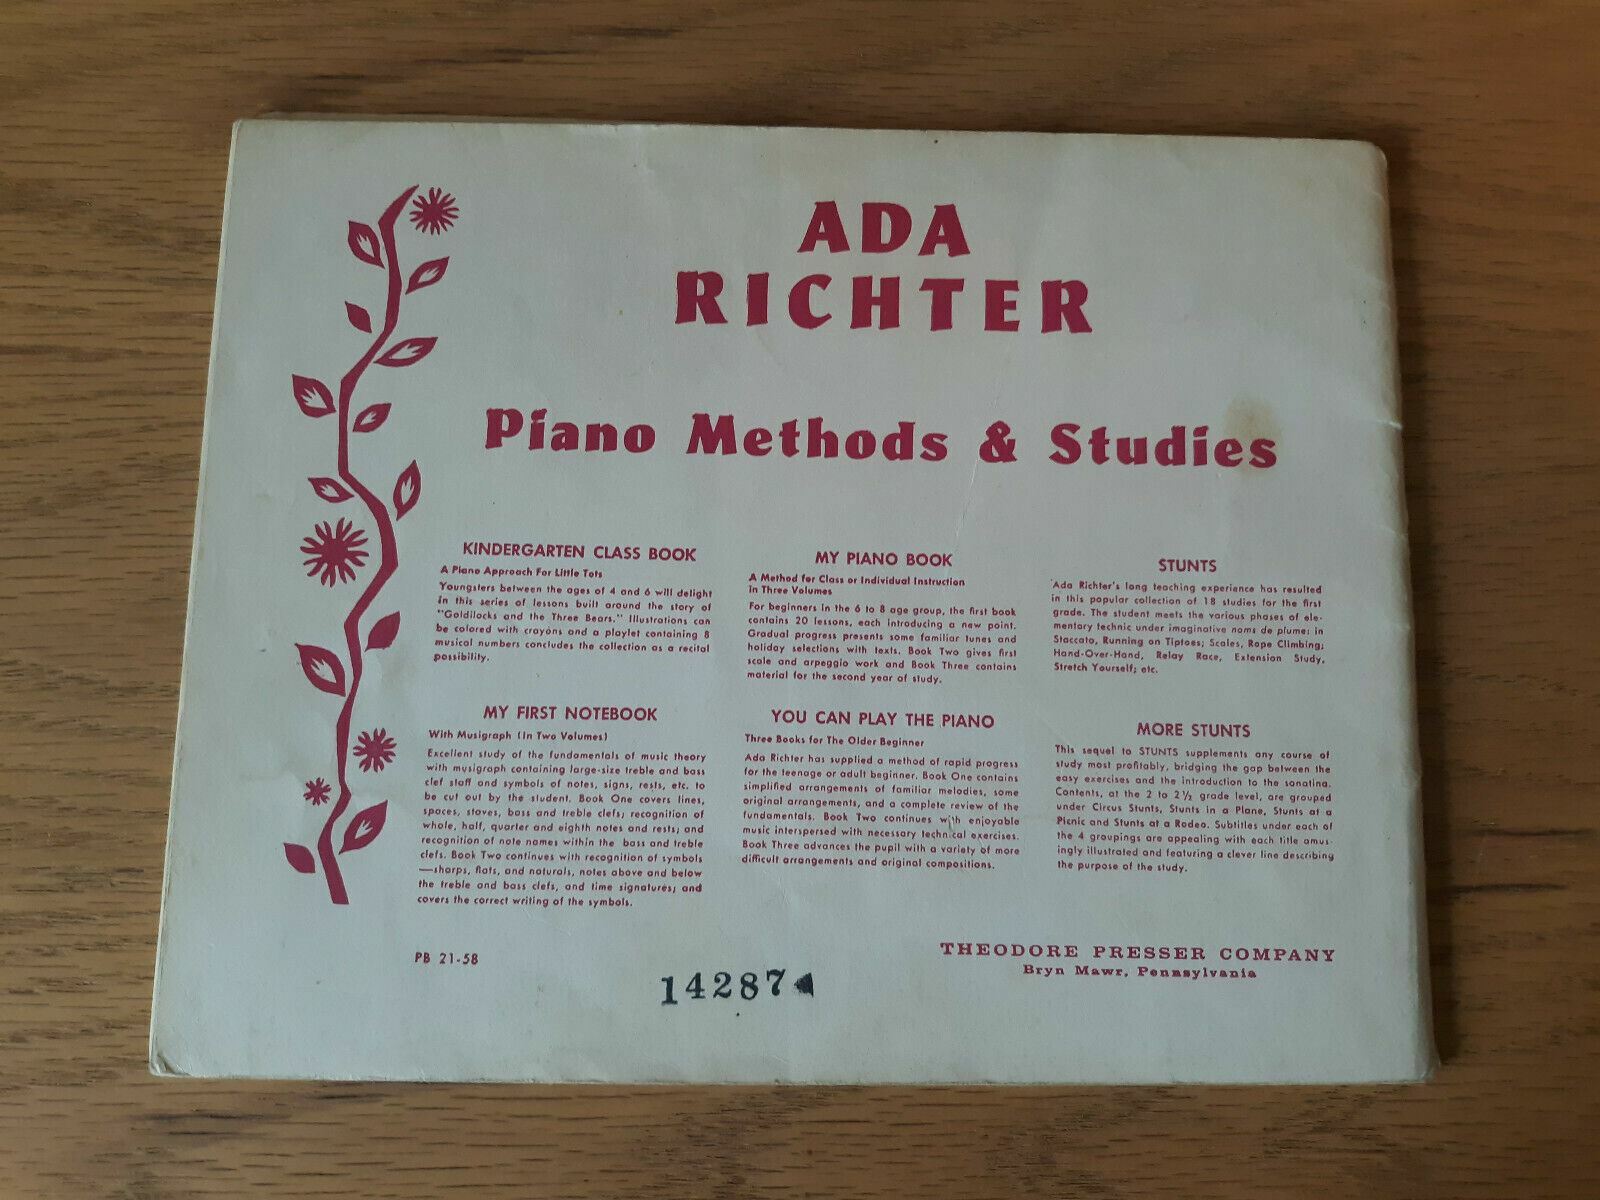 ADA
RICHTER
Piano Methods & Studies
KINDERGARTEN CLASS BOOK
A Piano Approach For Little Tots
Youngsters between the ages of 4 and 6 will delight
in this series of lessons built around the story of
"Goldilocks and the Three Bears." Illustrations can
be colored with crayons and a playlet containing 8
musical numbers concludes the collection as a recital
possibility.
MY FIRST NOTEBOOK
With Musigraph (In Two Volumes)
Excellent study of the fundamentals of music theory
with musigraph containing large-size treble and bass
clef staff and symbols of notes, signs, rests, etc. to
be cut out by the student. Book One covers lines,
spaces, staves, bass and treble clefs; recognition of
whole, half, quarter and eighth notes and rests; and
recognition of note names within the bass and treble
clefs. Book Two continues with recognition of symbols
—sharps, flats, and naturals, notes above and below
the treble and bass clefs, and time signatures; and
covers the correct writing of the symbols.
MY PIANO BOOK
A Method for Class or Individual Instruction
In Three Volumes
For beginners in the 6 to 8 age group, the first book
contains 20 lessons, each introducing a new point.
Gradual progress presents some familiar tunes and
holiday selections with texts. Book Two gives first
scale and arpeggio work and Book Three contains
material for the second year of study.
YOU CAN PLAY THE PIANO
Three Books for The Older Beginner
Ada Richter has supplied a method of rapid progress
for the teenage or adult beginner. Book One contains
simplified arrangements of familiar melodies, some
original arrangements, and a complete review of the
fundamentals. Book Two continues with enjoyable
music interspersed with necessary technical exercises.
Book Three advances the pupil with a variety of more
difficult arrangements and original compositions.
STUNTS
Ada Richter's long teaching experience has resulted
in this popular collection of 18 studies for the first
grade. The student meets the various phases of ele-
mentary technic under imaginative noms de plume: in
Staccato, Running on Tiptoes; Scales, Rope Climbing;
Hand-Over-Hand, Relay Race, Extension Study,
Stretch Yourself; etc.
MORE STUNTS
This sequel to STUNTS supplements any course of
study most profitably, bridging the gap between the
easy exercises and the introduction to the sonatina.
Contents, at the 2 to 2½ grade level, are grouped
under Circus Stunts, Stunts in a Plane, Stunts at a
Picnic and Stunts at a Rodeo. Subtitles under each of
the 4 groupings are appealing with each title amus-
ingly illustrated and featuring a clever line describing
the purpose of the study.
PB 21-58
14287
THEODORE PRESSER COMPANY
Bryn Mawr, Pennsylvania